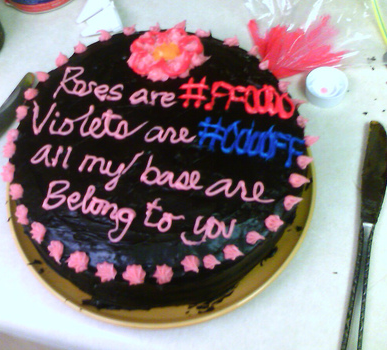 Roses are #FF0000
Violets are #0000FF
all my base are
Belong to you